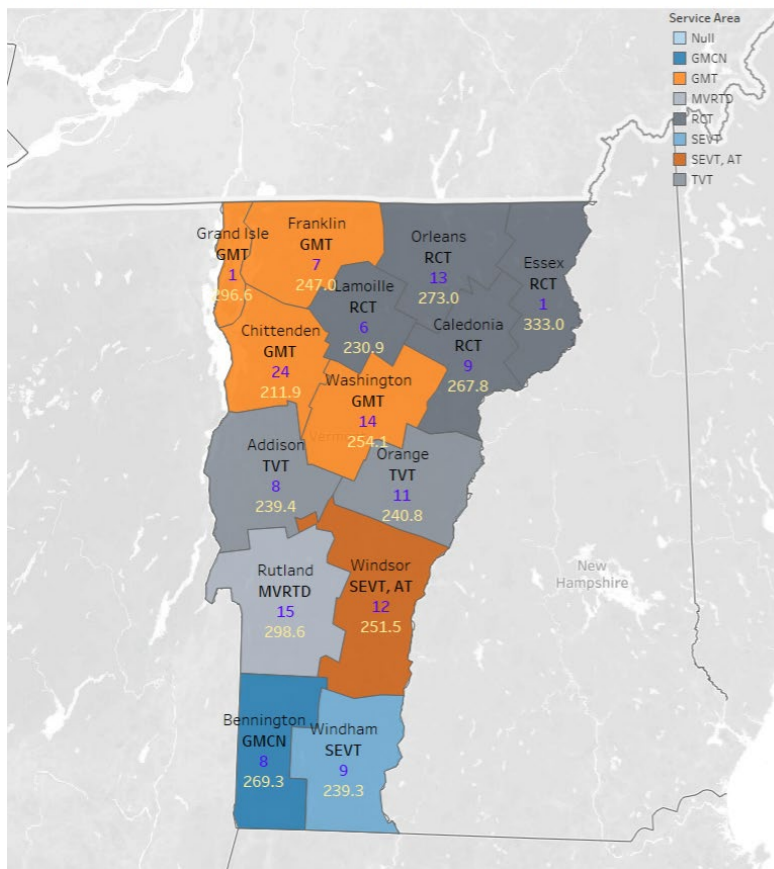 Service Area
Null
GMCN
GMT
MVRTD
RCT
SEVT
SEVT, AT
TVT
Grand Isle
GMT
1
296.6
Franklin
GMT
7
247.0
Orleans
RCT
13
273.0
Essex
RCT
1
333.0
Lamoille
RCT
6
230.9
Caledonia
RCT
9
267.8
Chittenden
GMT
24
211.9
Washington
GMT
14
254.1
Vermont
Addison
TVT
8
239.4
Orange
TVT
11
240.8
Rutland
MVRTD
15
298.6
Windsor
SEVT, AT
12
251.5
New
Hampshire
Bennington
GMCN
8
269.3
Windham
SEVT
9
239.3